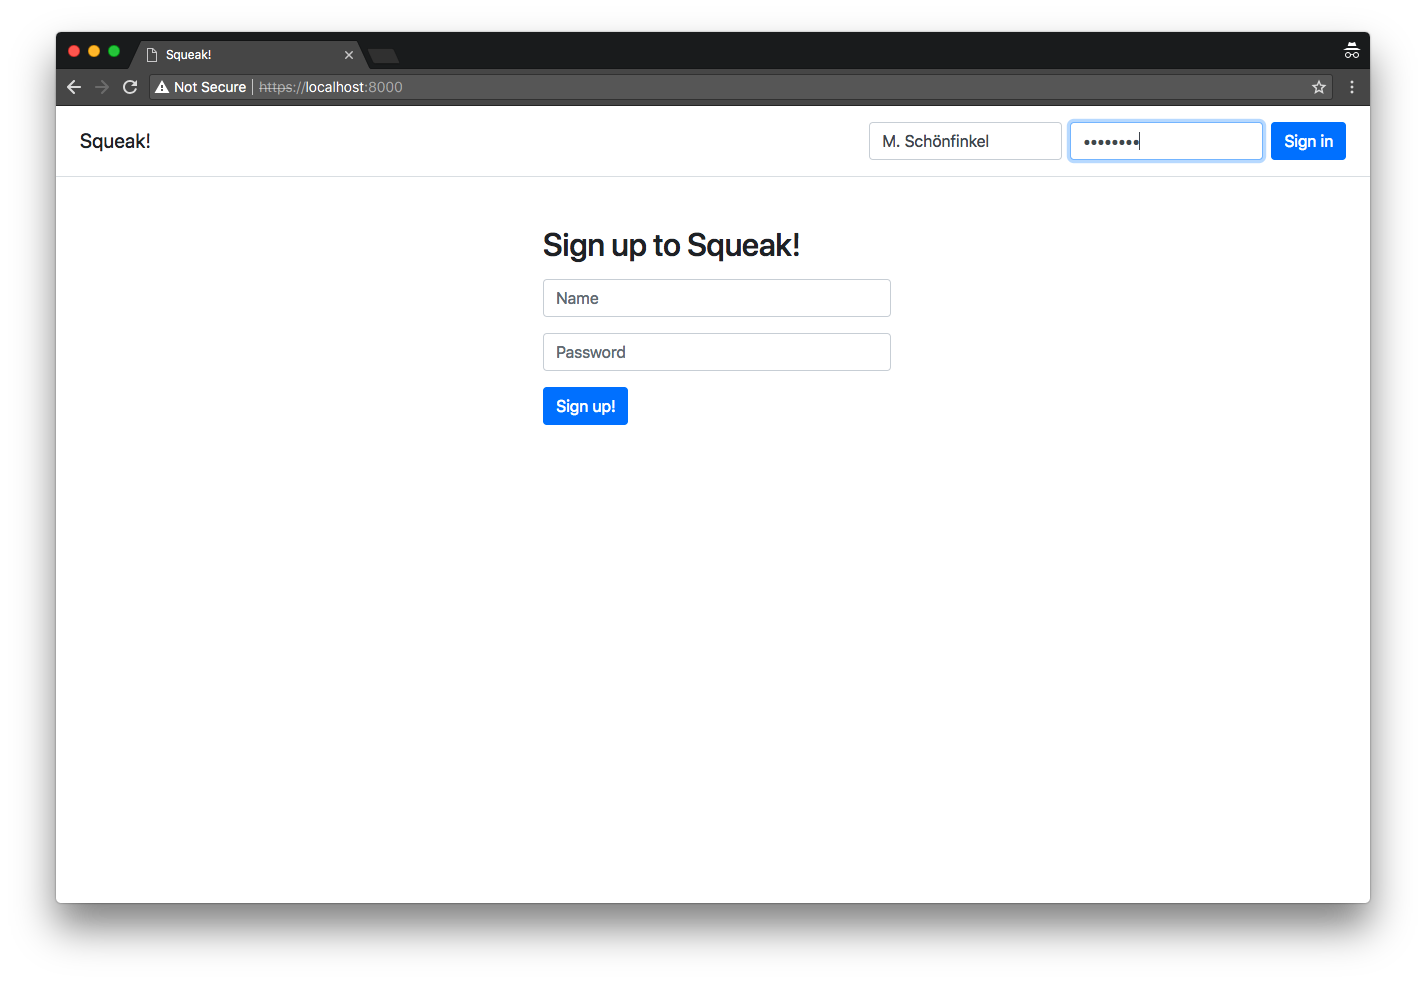 Squeak!
Not Secure https://localhost:8000
Squeak! M. Schönfinkel •••••••• Sign in
Sign up to Squeak!
Name
Password
Sign up!